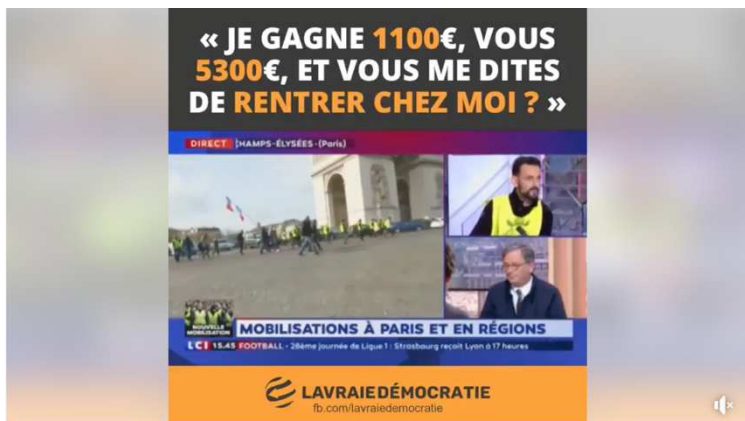 « JE GAGNE 1100€, VOUS
5300€, ET VOUS ME DITES
DE RENTRER CHEZ MOI ? »
DIRECT CHAMPS-ÉLYSÉES - (Paris)
NOUVELLE
MOBILISATION
MOBILISATIONS À PARIS ET EN RÉGIONS
LCI 15.45 FOOTBALL - 28ème journée de Ligue 1 : Strasbourg reçoit Lyon à 17 heures
LAVRAIEDÉMOCRATIE
fb.com/lavraiedemocratie